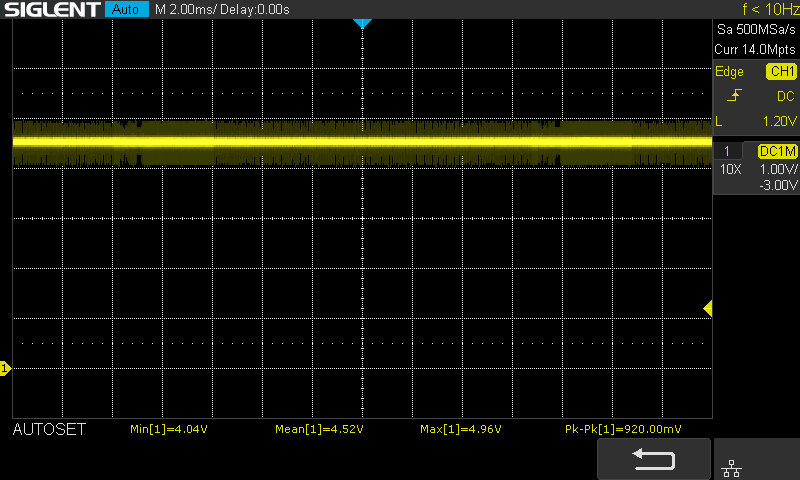 SIGLENT Auto M 2.00ms/ Delay:0.00s f < 10Hz
Sa 500MSa/s
Curr 14.0Mpts
Edge CH1
DC
L 1.20V
1 DC1M
10X 1.00V/
-3.00V
1
AUTOSET Min[1]=4.04V Mean[1]=4.52V Max[1]=4.96V Pk-Pk[1]=920.00mV